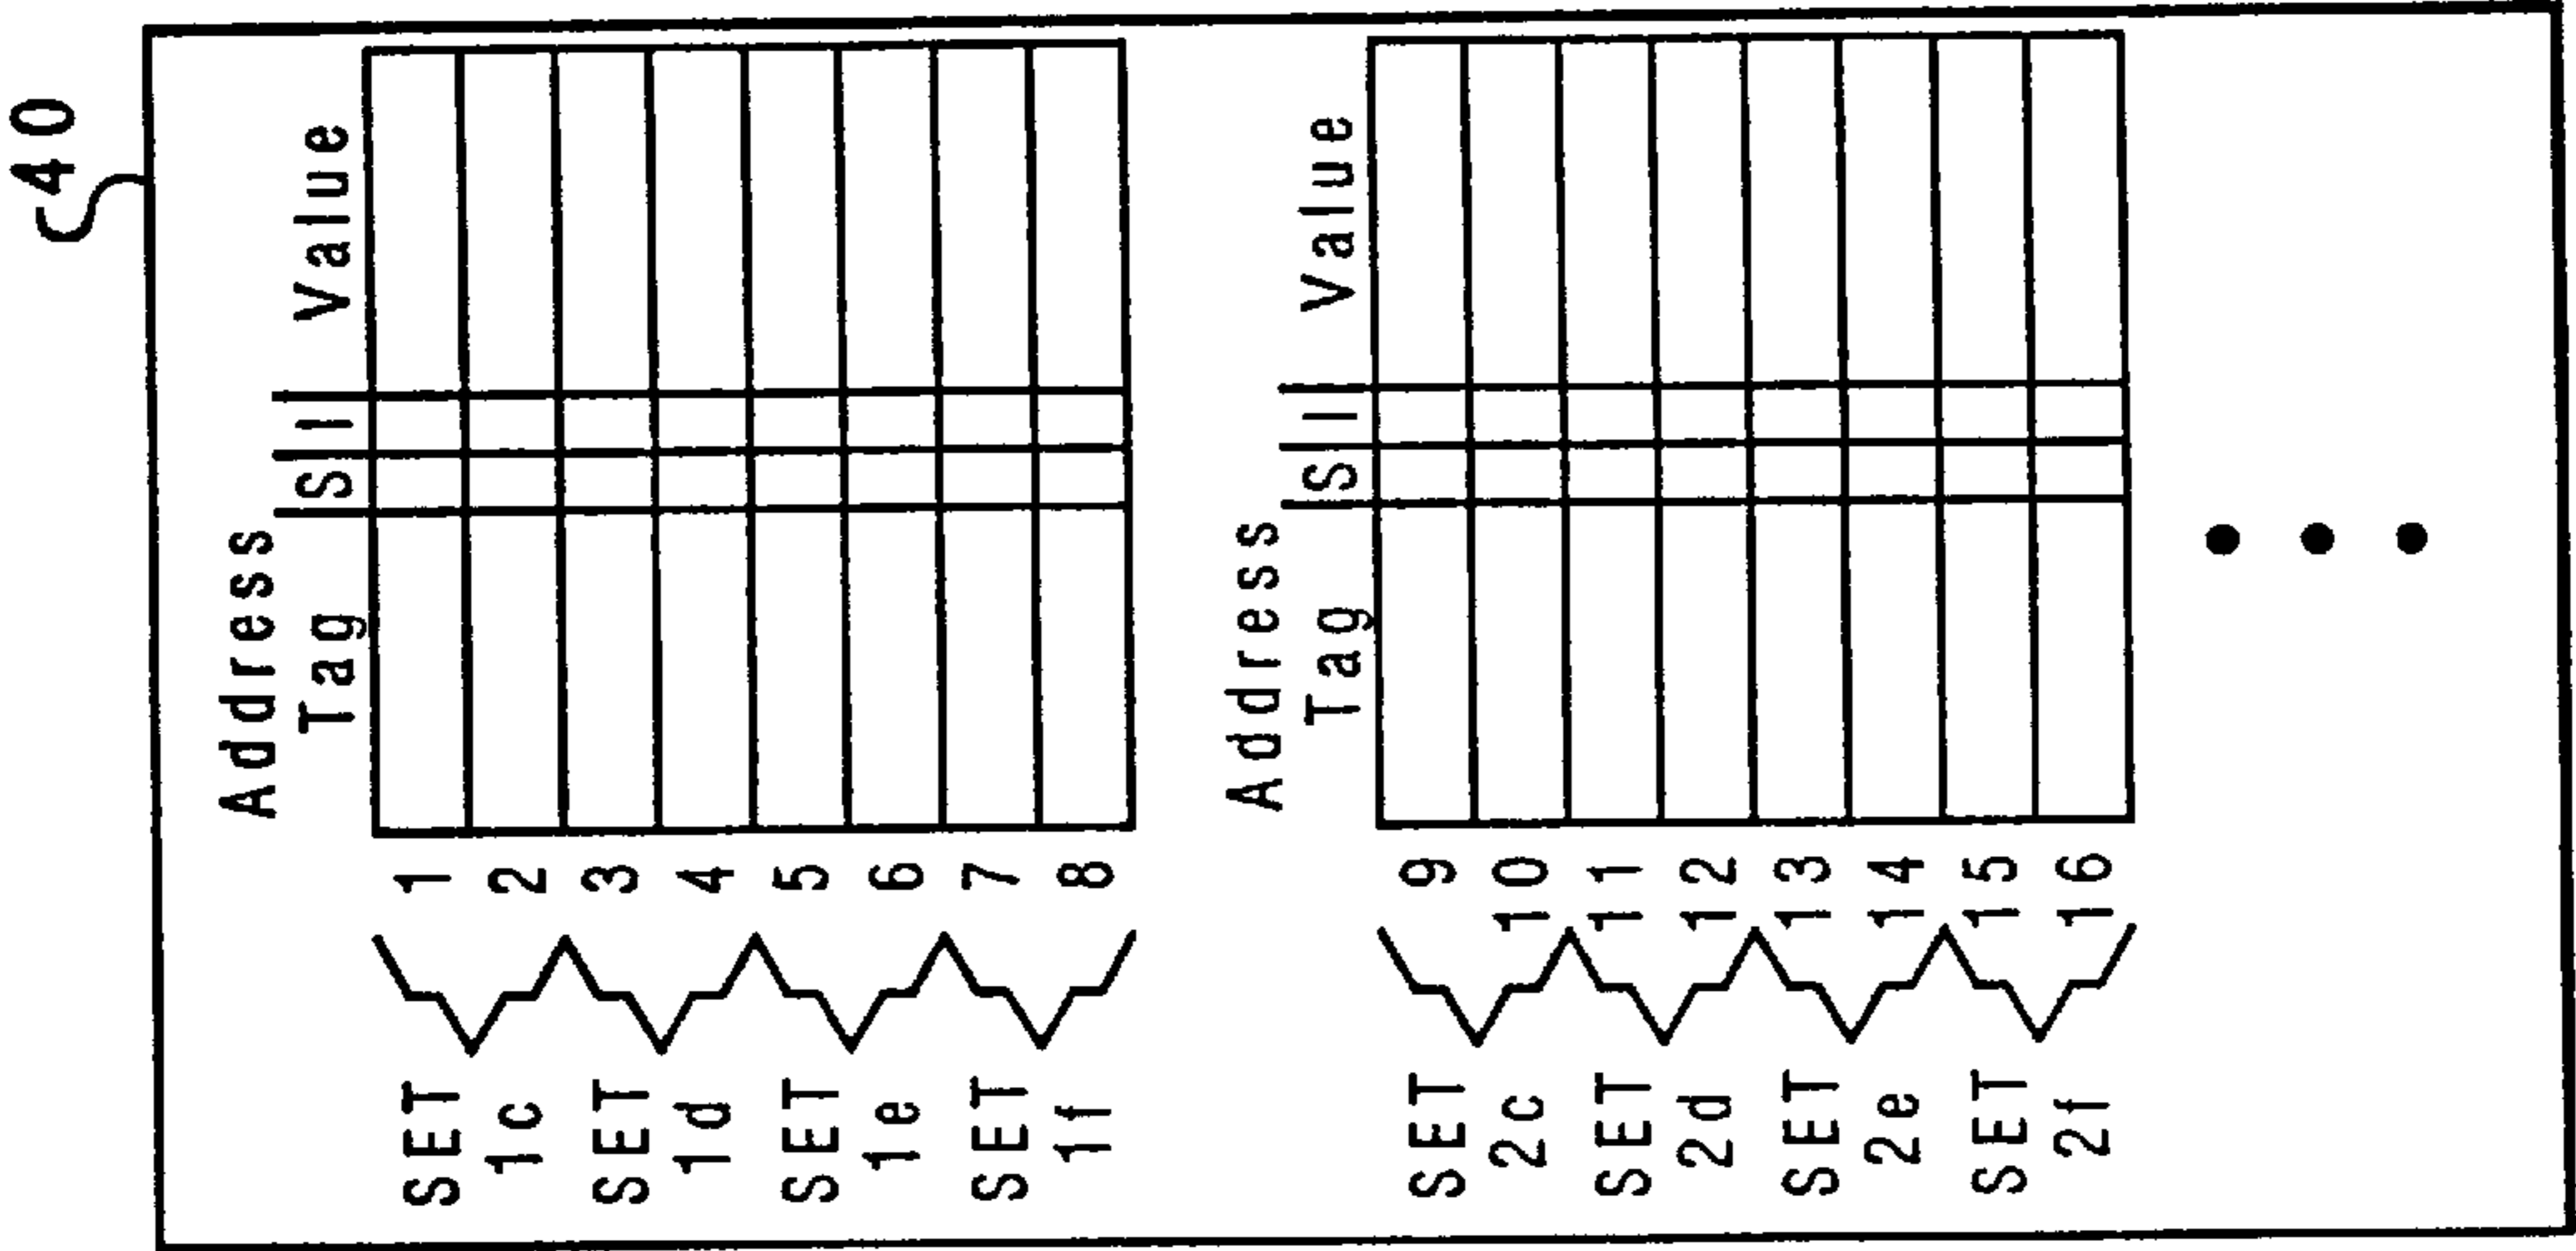 40
Address
Tag S I Value
1
2
3
4
5
6
7
8
SET
1c
SET
1d
SET
1e
SET
1f
Address
Tag S I Value
9
10
11
12
13
14
15
16
SET
2c
SET
2d
SET
2e
SET
2f